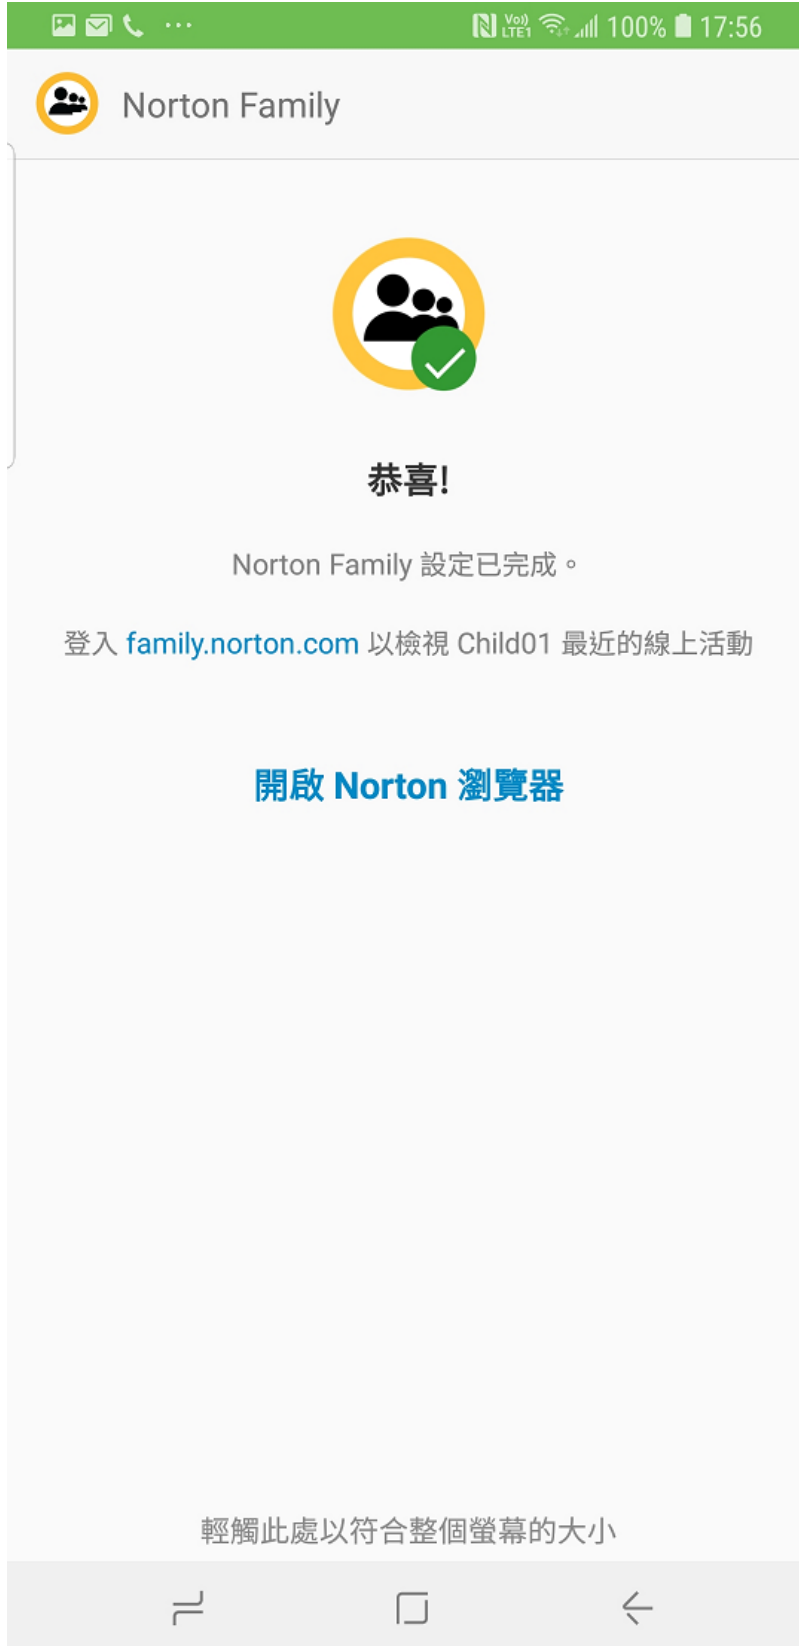 Vo)) LTE1 100% 17:56
Norton Family
恭喜!
Norton Family 設定已完成。
登入 family.norton.com 以檢視 Child01 最近的線上活動
開啟 Norton 瀏覽器
輕觸此處以符合整個螢幕的大小